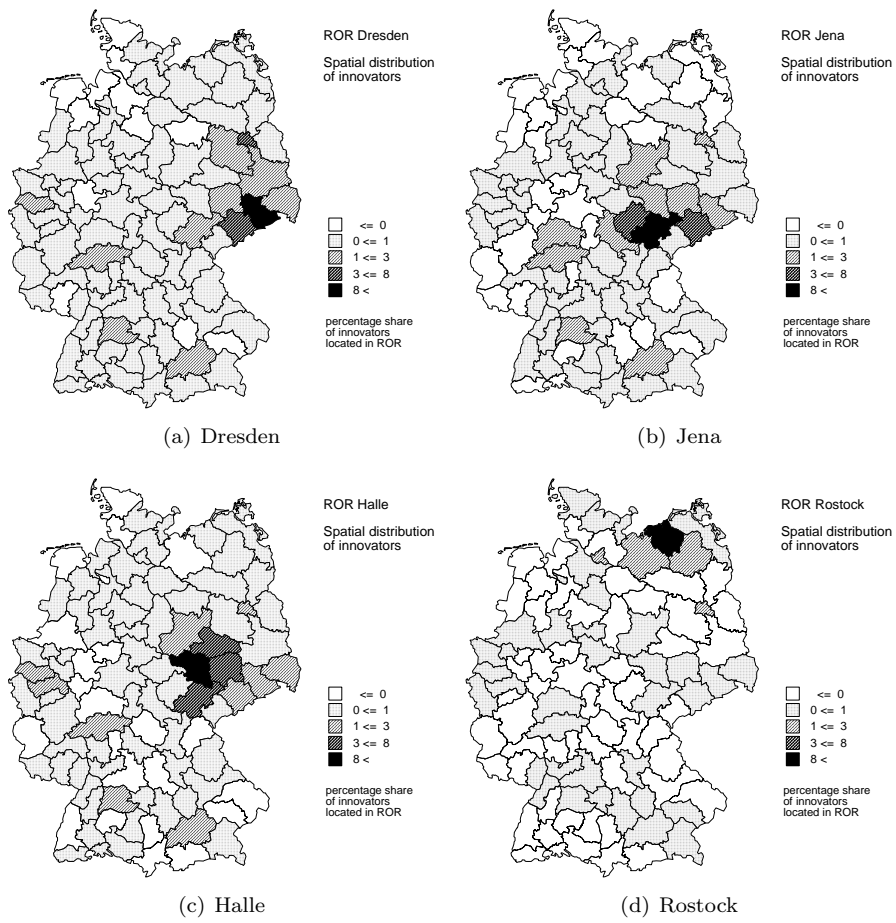 ROR Dresden
Spatial distribution
of innovators
<= 0
0 <= 1
1 <= 3
3 <= 8
8 <
percentage share
of innovators
located in ROR
(a) Dresden
ROR Jena
Spatial distribution
of innovators
<= 0
0 <= 1
1 <= 3
3 <= 8
8 <
percentage share
of innovators
located in ROR
(b) Jena
ROR Halle
Spatial distribution
of innovators
<= 0
0 <= 1
1 <= 3
3 <= 8
8 <
percentage share
of innovators
located in ROR
(c) Halle
ROR Rostock
Spatial distribution
of innovators
<= 0
0 <= 1
1 <= 3
3 <= 8
8 <
percentage share
of innovators
located in ROR
(d) Rostock